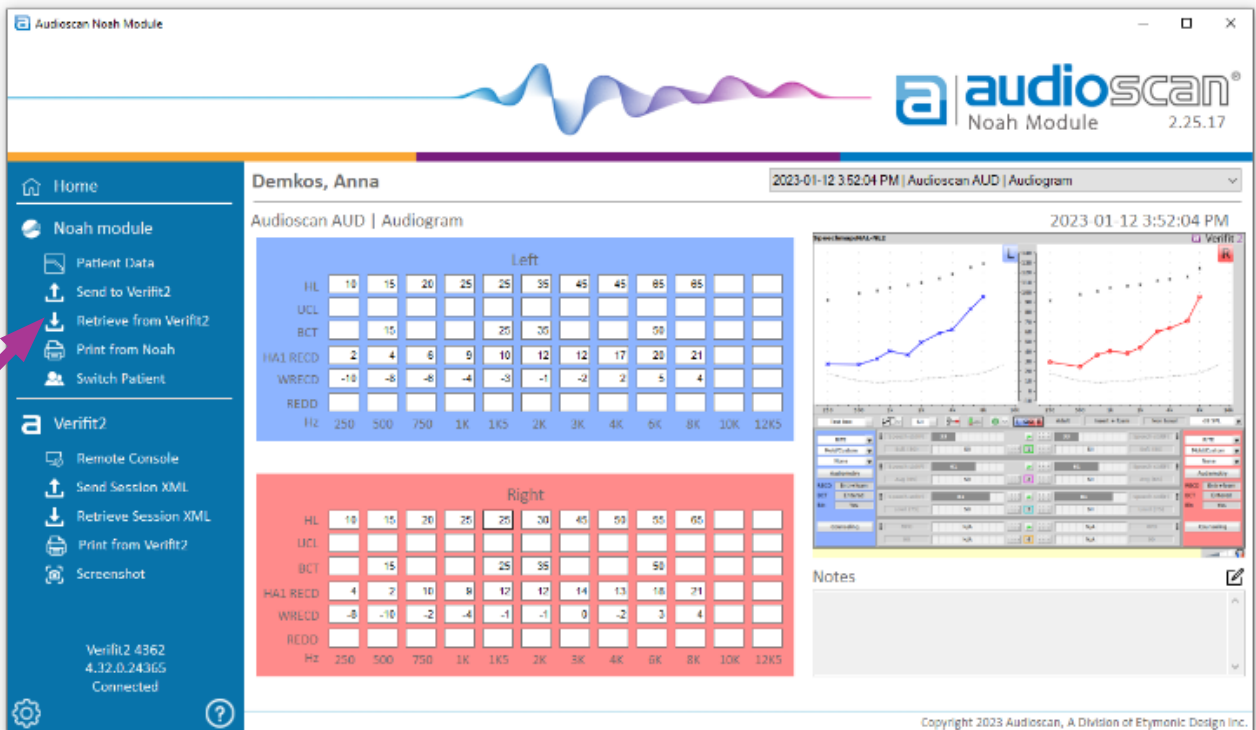 Audioscan Noah Module
audioscan®
Noah Module 2.25.17
Home
Noah module
Patient Data
Send to Verifit2
Retrieve from Verifit2
Print from Noah
Switch Patient
Verifit2
Remote Console
Send Session XML
Retrieve Session XML
Print from Verifit2
Screenshot
Verifit2 4362
4.32.0.24365
Connected
Demkos, Anna
2023-01-12 3:52:04 PM | Audioscan AUD | Audiogram
Audioscan AUD | Audiogram
2023-01-12 3:52:04 PM
Left
HL 10 15 20 25 25 35 45 45 65 65
UCL
BCT 15 25 35 50
HA1 RECD 2 4 6 9 10 12 12 17 20 21
WRECD -10 -8 -6 -4 -3 -1 -2 2 5 4
REDD
Hz 250 500 750 1K 1K5 2K 3K 4K 6K 8K 10K 12K5
Right
HL 10 15 20 25 25 30 45 50 55 65
UCL
BCT 15 25 35 50
HA1 RECD 4 2 10 9 12 12 14 13 18 21
WRECD -8 -10 -2 -4 -1 -1 0 -2 3 4
REDD
Hz 250 500 750 1K 1K5 2K 3K 4K 6K 8K 10K 12K5
Verifit 2
L
R
Notes
Copyright 2023 Audioscan, A Division of Etymonic Design Inc.